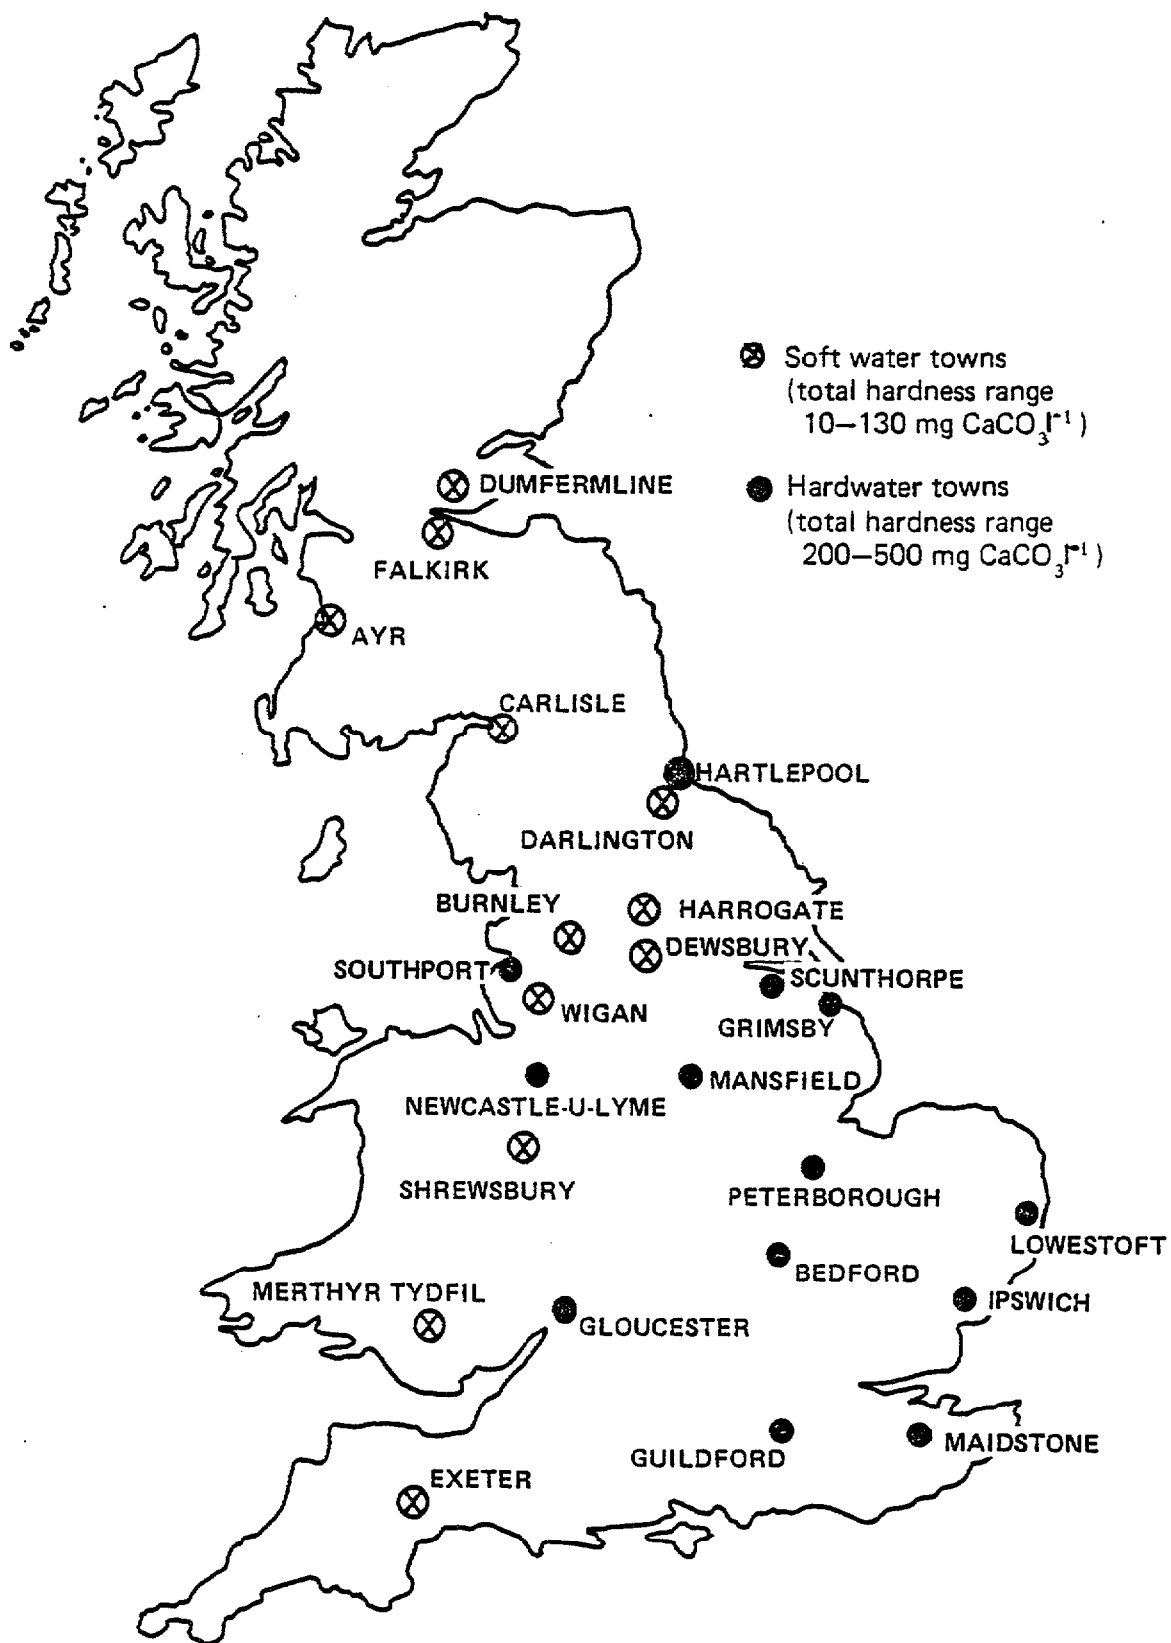 Soft water towns
(total hardness range
10–130 mg CaCO₃l⁻¹)
DUMFERMLINE
Hardwater towns
(total hardness range
200–500 mg CaCO₃l⁻¹)
FALKIRK
AYR
CARLISLE
HARTLEPOOL
DARLINGTON
BURNLEY
HARROGATE
DEWSBURY
SOUTHPORT
SCUNTHORPE
WIGAN
GRIMSBY
MANSFIELD
NEWCASTLE-U-LYME
SHREWSBURY
PETERBOROUGH
LOWESTOFT
BEDFORD
MERTHYR TYDFIL
IPSWICH
GLOUCESTER
MAIDSTONE
GUILDFORD
EXETER